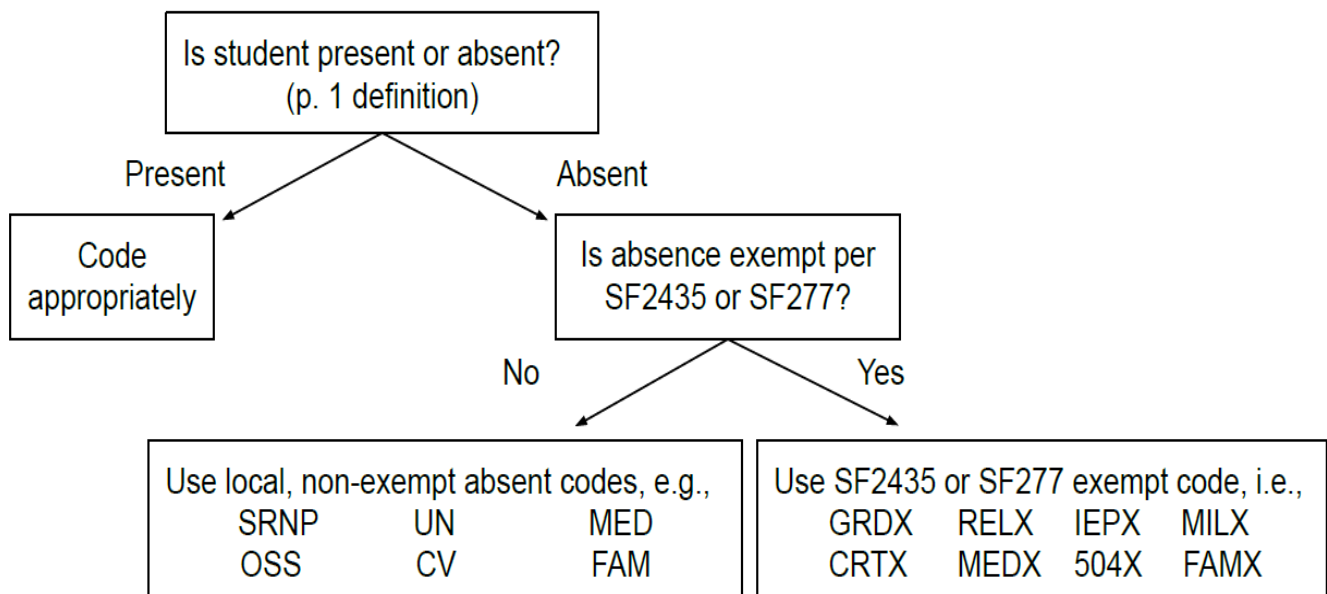 Is student present or absent?
(p. 1 definition)
Present
Absent
Code
appropriately
Is absence exempt per
SF2435 or SF277?
No
Yes
Use local, non-exempt absent codes, e.g.,
SRNP UN MED
OSS CV FAM
Use SF2435 or SF277 exempt code, i.e.,
GRDX RELX IEPX MILX
CRTX MEDX 504X FAMX